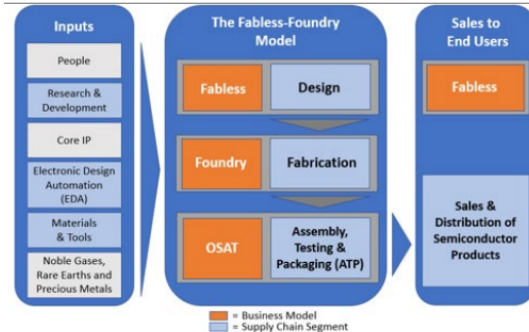 Inputs
People
Research &
Development
Core IP
Electronic Design
Automation
(EDA)
Materials
& Tools
Noble Gases,
Rare Earths and
Precious Metals
The Fabless-Foundry
Model
Fabless
Design
Foundry
Fabrication
OSAT
Assembly,
Testing &
Packaging (ATP)
Sales to
End Users
Fabless
Sales &
Distribution of
Semiconductor
Products
= Business Model
= Supply Chain Segment